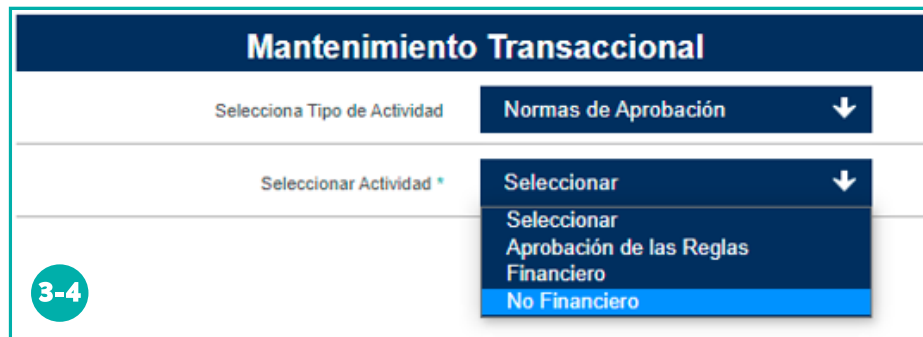 Mantenimiento Transaccional
Selecciona Tipo de Actividad Normas de Aprobación
Seleccionar Actividad * Seleccionar
Seleccionar
Aprobación de las Reglas
Financiero
No Financiero
3-4